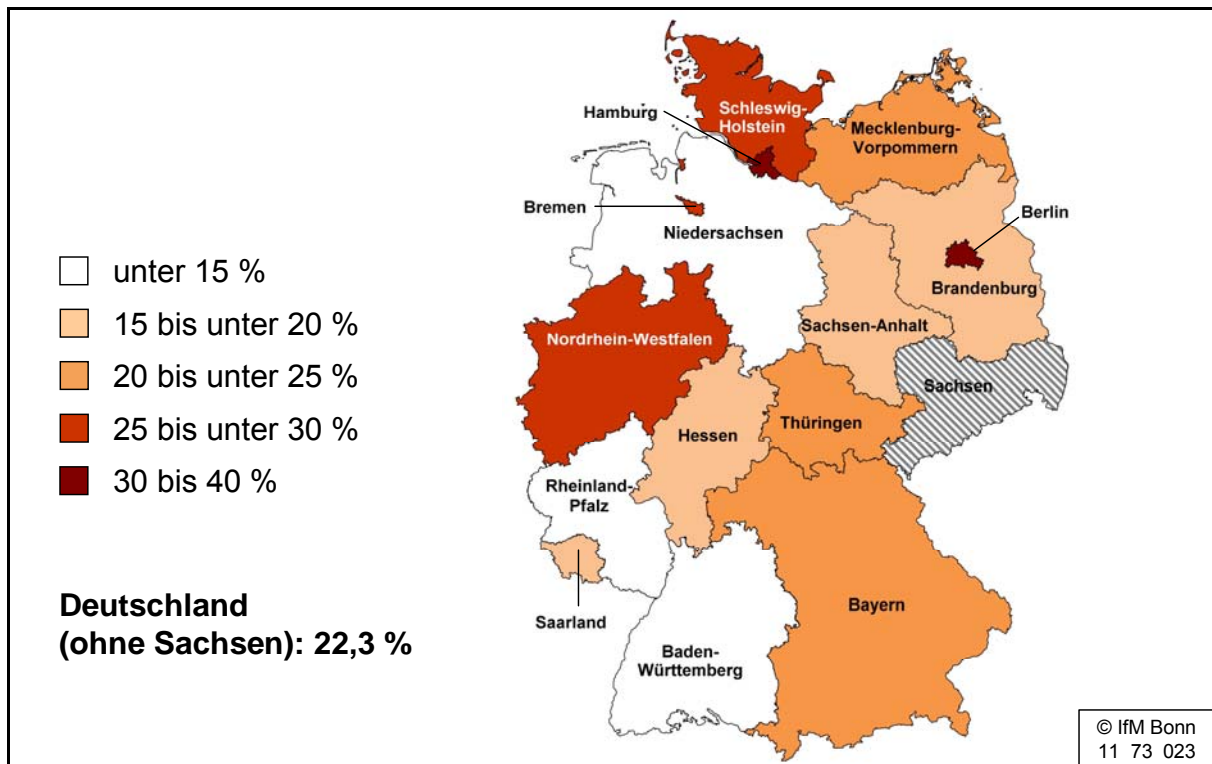 Schleswig-
Holstein
Hamburg
Mecklenburg-
Vorpommern
Bremen
Niedersachsen
Berlin
Brandenburg
Sachsen-Anhalt
Nordrhein-Westfalen
Sachsen
Thüringen
Hessen
Rheinland-
Pfalz
Saarland
Bayern
Baden-
Württemberg
unter 15 %
15 bis unter 20 %
20 bis unter 25 %
25 bis unter 30 %
30 bis 40 %
Deutschland
(ohne Sachsen): 22,3 %
© IfM Bonn
11 73 023